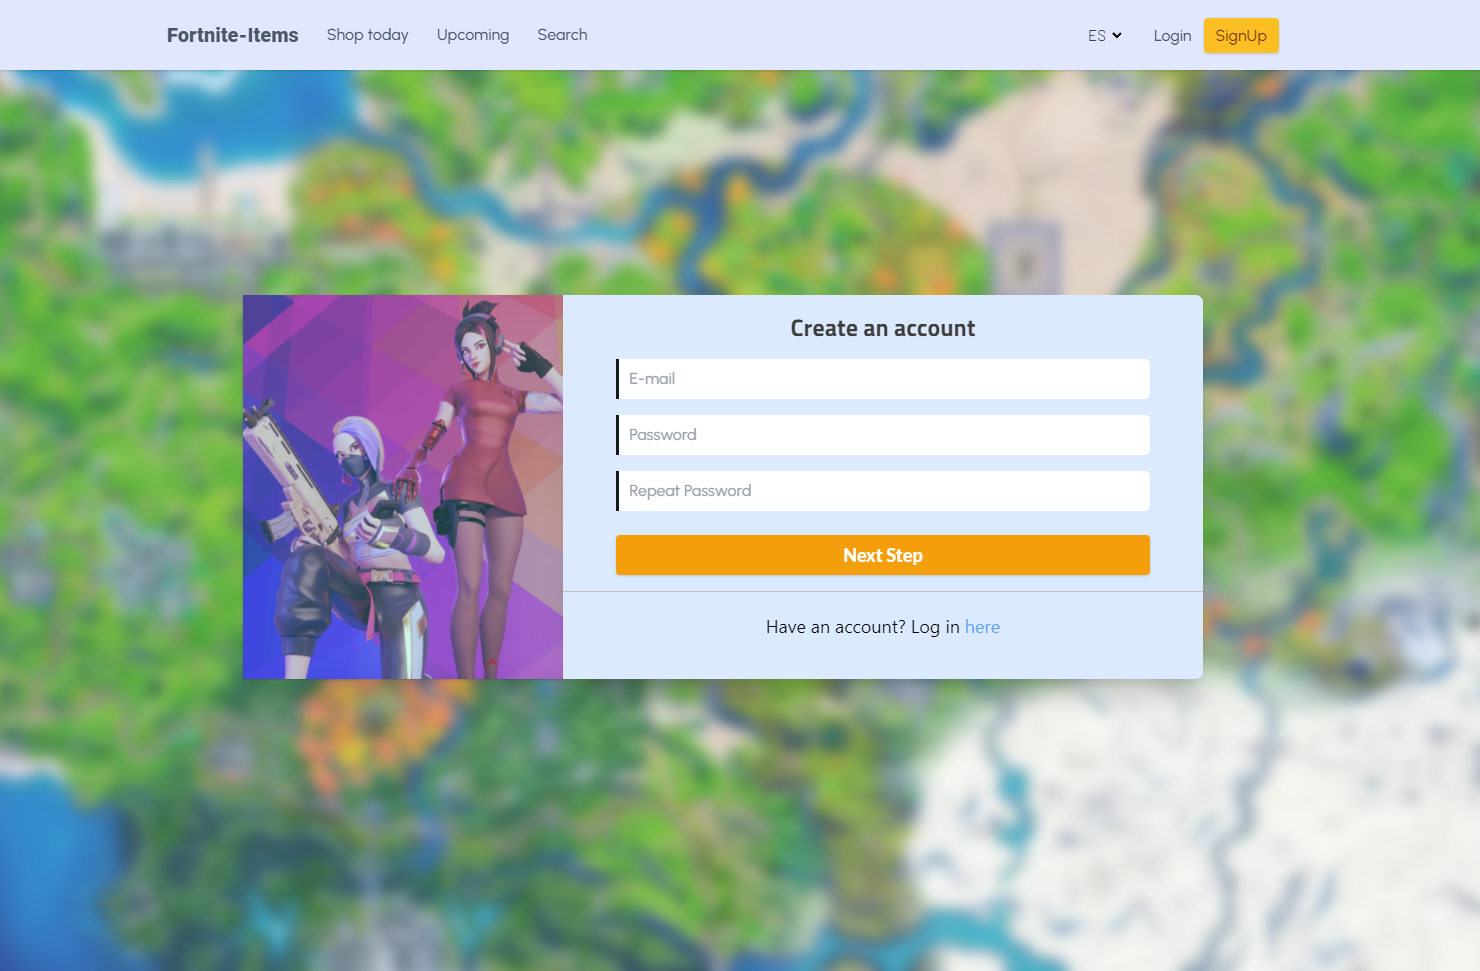 Fortnite-Items
Shop today
Upcoming
Search
ES
Login
SignUp
Create an account
E-mail
Password
Repeat Password
Next Step
Have an account? Log in here